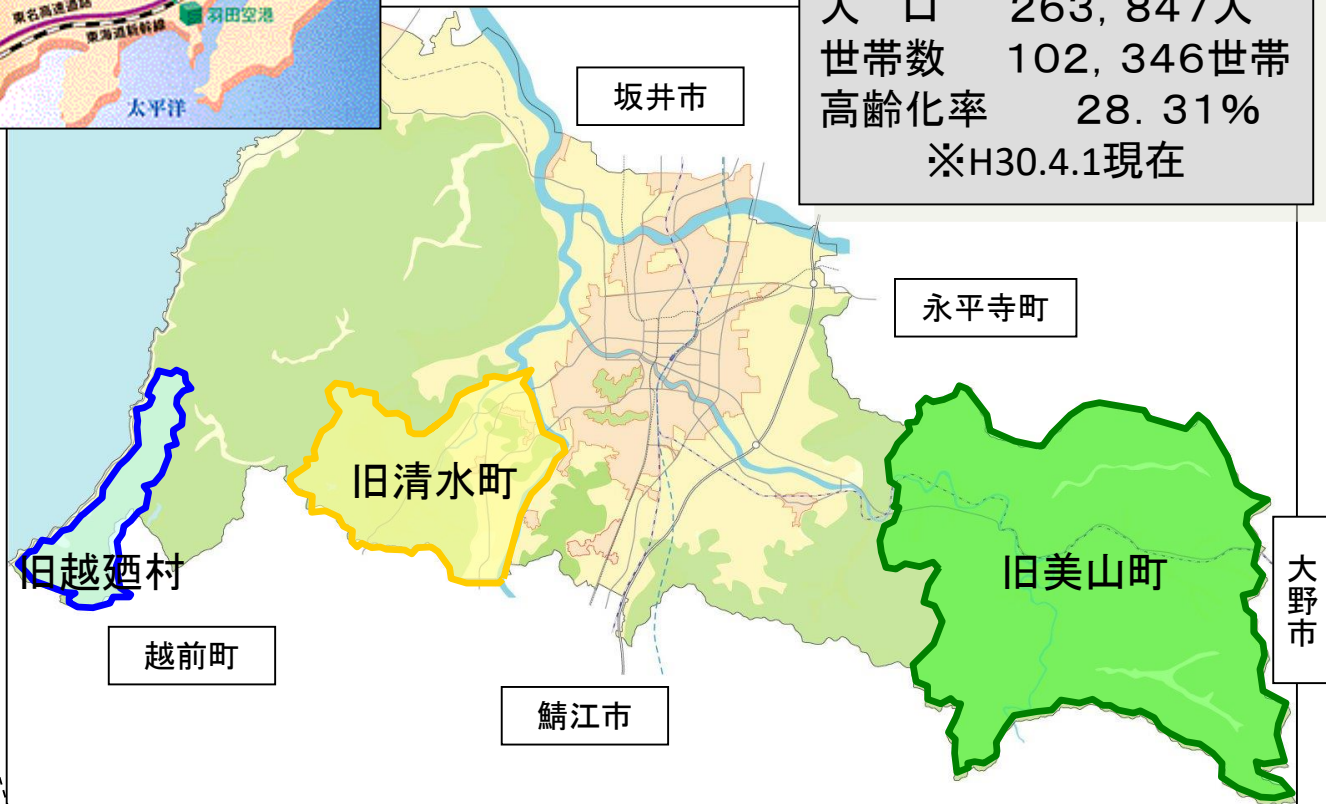 東名高速道路
羽田空港
東海道新幹線
太平洋
人 口 263,847人
世帯数 102,346世帯
高齢化率 28.31%
※H30.4.1現在
坂井市
永平寺町
旧清水町
旧越廼村
旧美山町
大野市
越前町
鯖江市